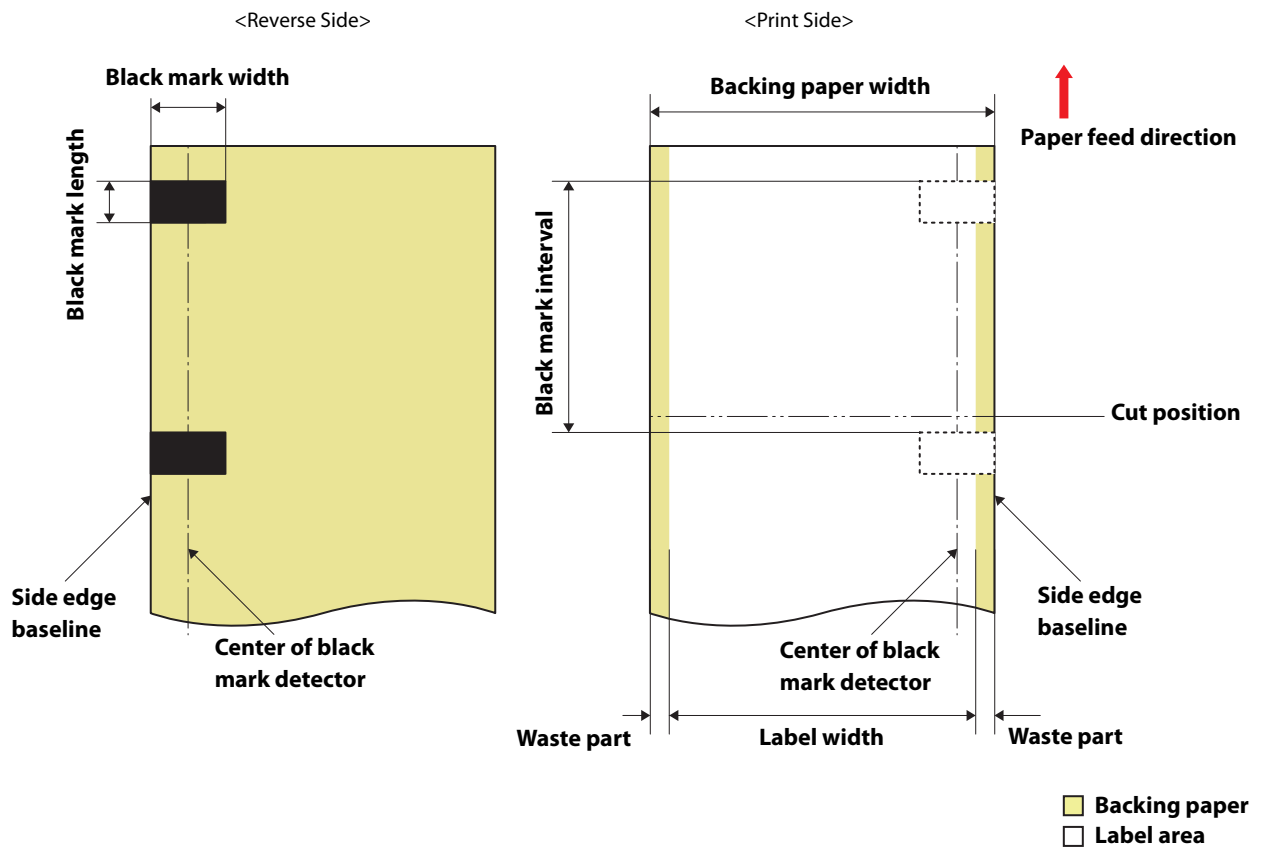 <Reverse Side>
<Print Side>
Black mark width
Backing paper width
Paper feed direction
Black mark length
Black mark interval
Cut position
Side edge
baseline
Center of black
mark detector
Center of black
mark detector
Side edge
baseline
Waste part
Label width
Waste part
Backing paper
Label area